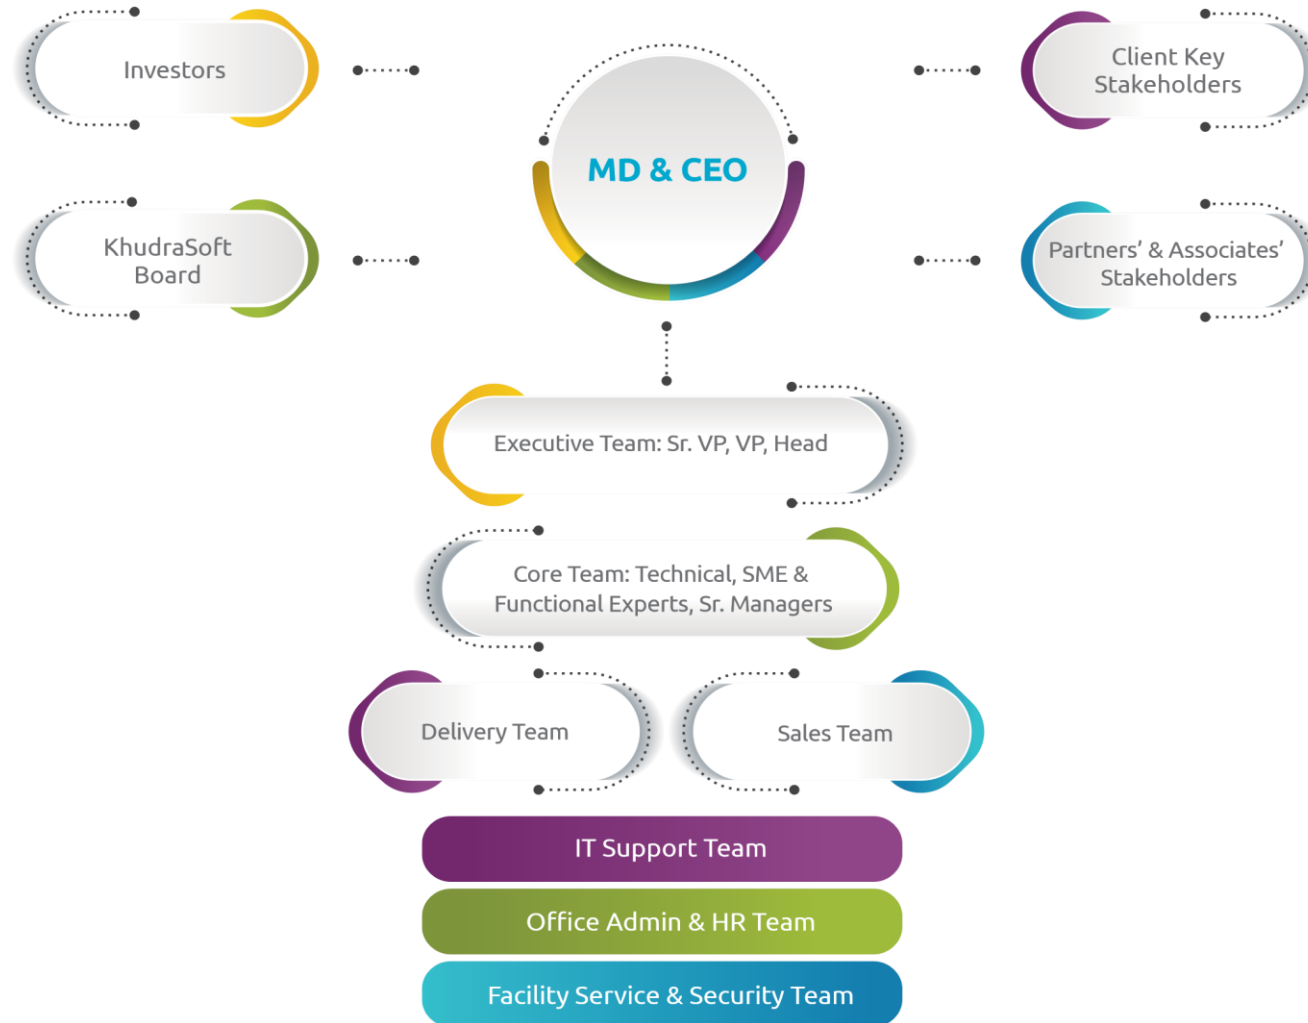 Investors
Client Key
Stakeholders
MD & CEO
KhudraSoft
Board
Partners’ & Associates’
Stakeholders
Executive Team: Sr. VP, VP, Head
Core Team: Technical, SME &
Functional Experts, Sr. Managers
Delivery Team
Sales Team
IT Support Team
Office Admin & HR Team
Facility Service & Security Team